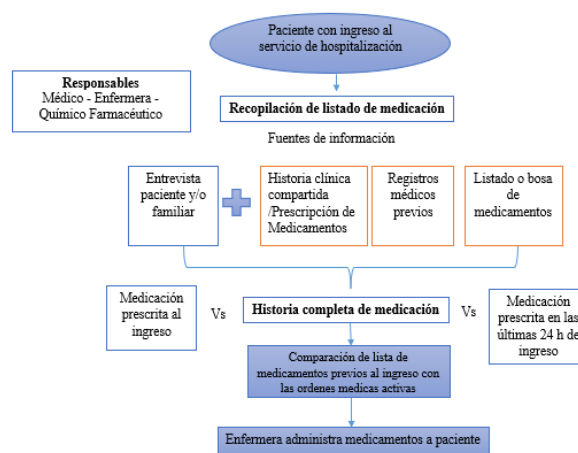 Paciente con ingreso al
servicio de hospitalización
Responsables
Médico - Enfermera -
Químico Farmacéutico
Recopilación de listado de medicación
Fuentes de información
Entrevista
paciente y/o
familiar
Historia clínica
compartida
/Prescripción de
Medicamentos
Registros
médicos
previos
Listado o bosa
de
medicamentos
Medicación
prescrita al
ingreso
Vs
Historia completa de medicación
Vs
Medicación
prescrita en las
últimas 24 h de
ingreso
Comparación de lista de
medicamentos previos al ingreso con
las ordenes medicas activas
Enfermera administra medicamentos a paciente